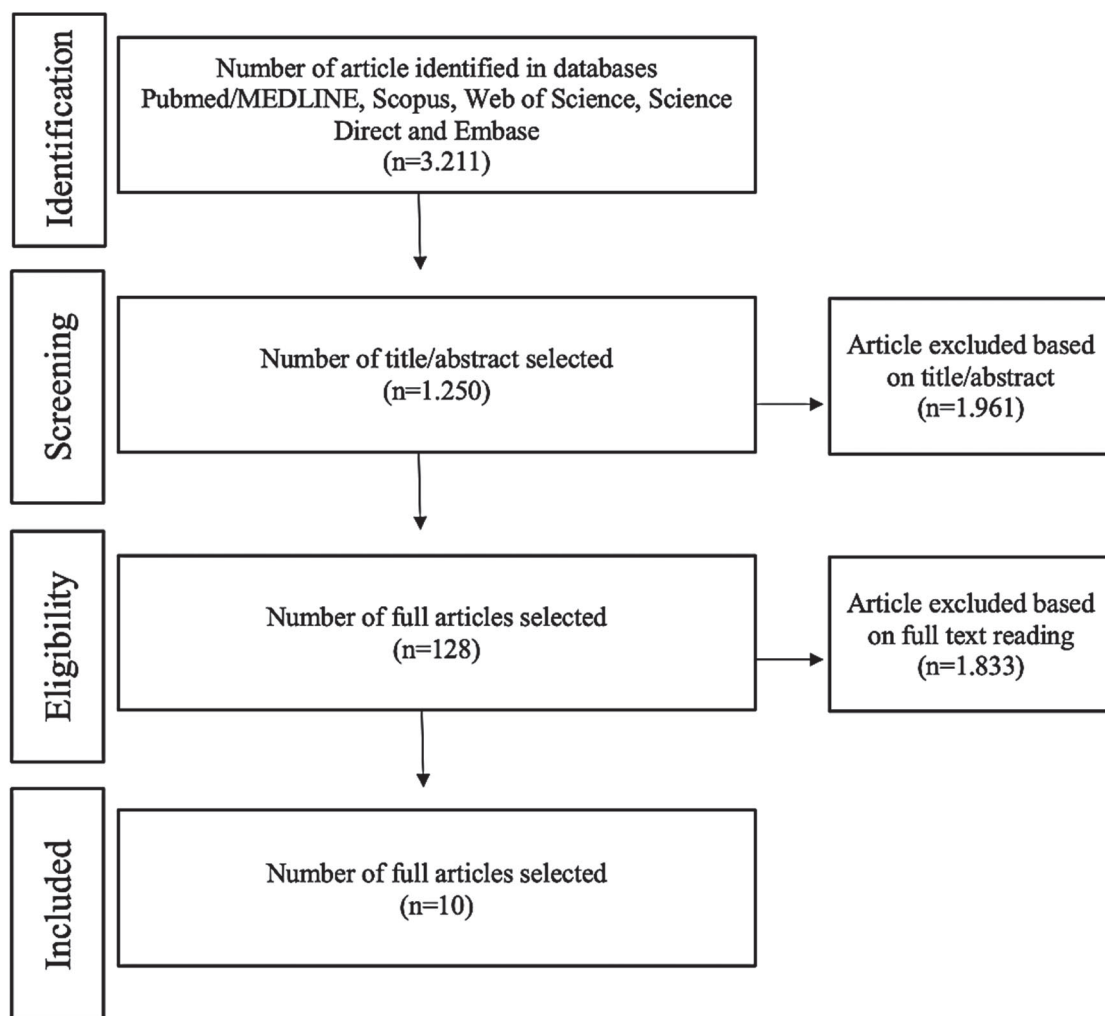 Identification
Number of article identified in databases
Pubmed/MEDLINE, Scopus, Web of Science, Science
Direct and Embase
(n=3.211)
Screening
Number of title/abstract selected
(n=1.250)
Article excluded based
on title/abstract
(n=1.961)
Eligibility
Number of full articles selected
(n=128)
Article excluded based
on full text reading
(n=1.833)
Included
Number of full articles selected
(n=10)